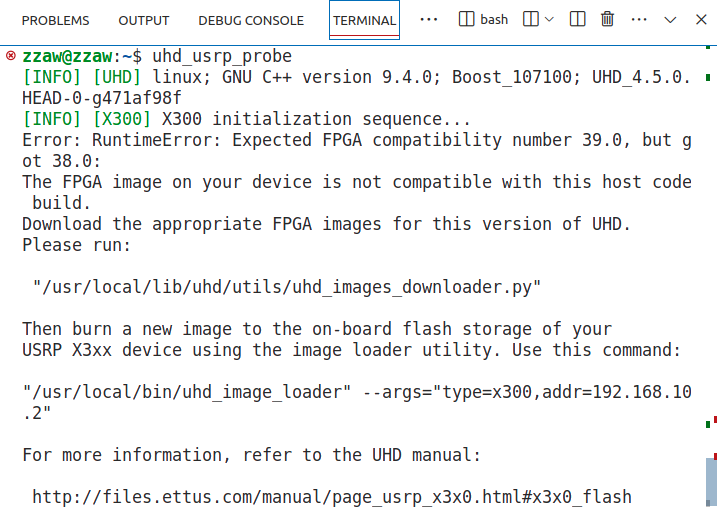 PROBLEMS OUTPUT DEBUG CONSOLE TERMINAL ... bash ...
zzaw@zzaw:~$ uhd_usrp_probe
[INFO] [UHD] linux; GNU C++ version 9.4.0; Boost_107100; UHD_4.5.0.
HEAD-0-g471af98f
[INFO] [X300] X300 initialization sequence...
Error: RuntimeError: Expected FPGA compatibility number 39.0, but g
ot 38.0:
The FPGA image on your device is not compatible with this host code
 build.
Download the appropriate FPGA images for this version of UHD.
Please run:
 "/usr/local/lib/uhd/utils/uhd_images_downloader.py"
Then burn a new image to the on-board flash storage of your
USRP X3xx device using the image loader utility. Use this command:
"/usr/local/bin/uhd_image_loader" --args="type=x300,addr=192.168.10
.2"
For more information, refer to the UHD manual:
 http://files.ettus.com/manual/page_usrp_x3x0.html#x3x0_flash